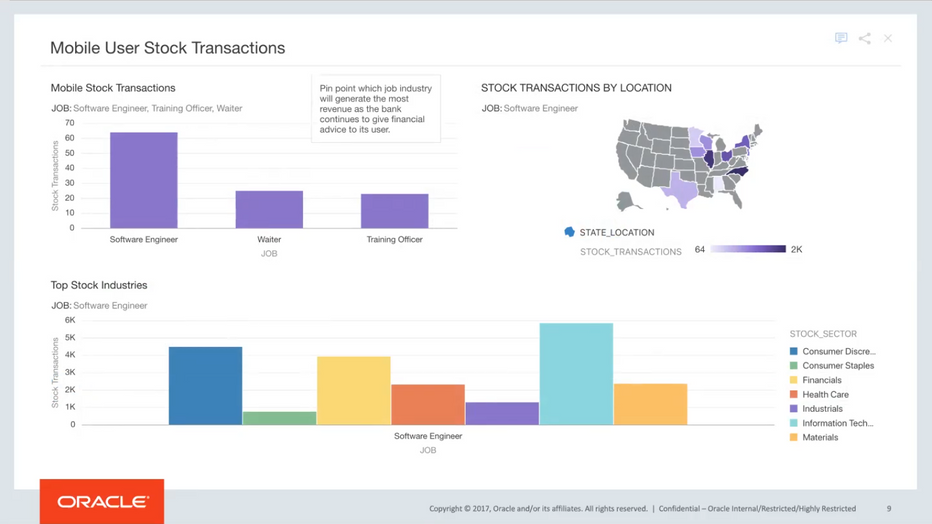 Mobile User Stock Transactions
Mobile Stock Transactions
JOB: Software Engineer, Training Officer, Waiter
70
60
50
40
30
20
10
0
Stock Transactions
Software Engineer
Waiter
Training Officer
JOB
Pin point which job industry
will generate the most
revenue as the bank
continues to give financial
advice to its user.
STOCK TRANSACTIONS BY LOCATION
JOB: Software Engineer
STATE_LOCATION
STOCK_TRANSACTIONS 64 2K
Top Stock Industries
JOB: Software Engineer
6K
5K
4K
3K
2K
1K
0
Stock Transactions
Software Engineer
JOB
STOCK_SECTOR
Consumer Discre...
Consumer Staples
Financials
Health Care
Industrials
Information Tech...
Materials
ORACLE
Copyright © 2017, Oracle and/or its affiliates. All rights reserved. | Confidential – Oracle Internal/Restricted/Highly Restricted 9